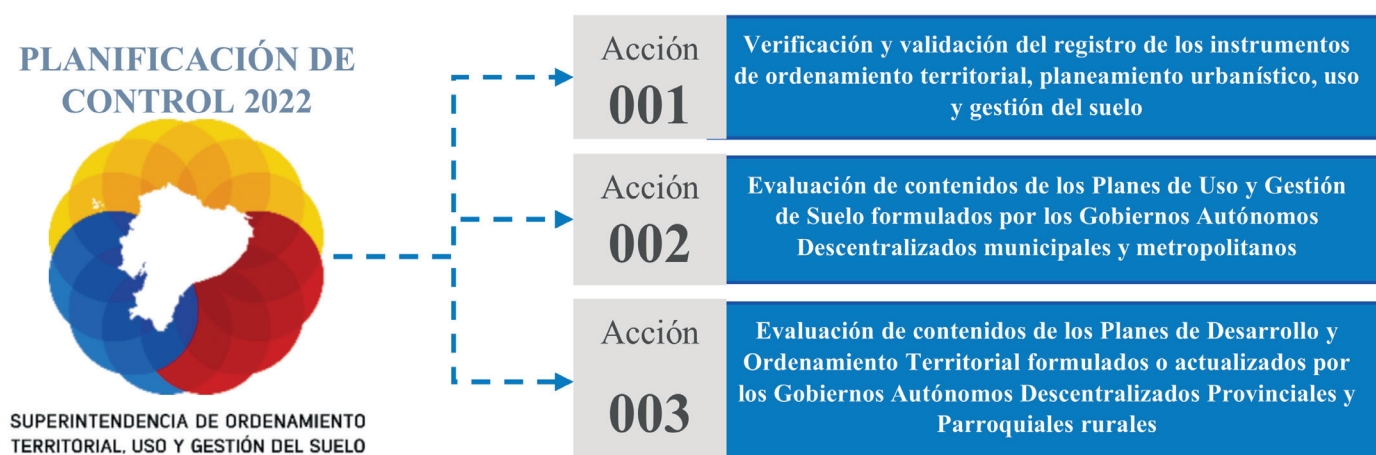 PLANIFICACIÓN DE
CONTROL 2022
SUPERINTENDENCIA DE ORDENAMIENTO
TERRITORIAL, USO Y GESTIÓN DEL SUELO
Acción
001
Verificación y validación del registro de los instrumentos
de ordenamiento territorial, planeamiento urbanístico, uso
y gestión del suelo
Acción
002
Evaluación de contenidos de los Planes de Uso y Gestión
de Suelo formulados por los Gobiernos Autónomos
Descentralizados municipales y metropolitanos
Acción
003
Evaluación de contenidos de los Planes de Desarrollo y
Ordenamiento Territorial formulados o actualizados por
los Gobiernos Autónomos Descentralizados Provinciales y
Parroquiales rurales